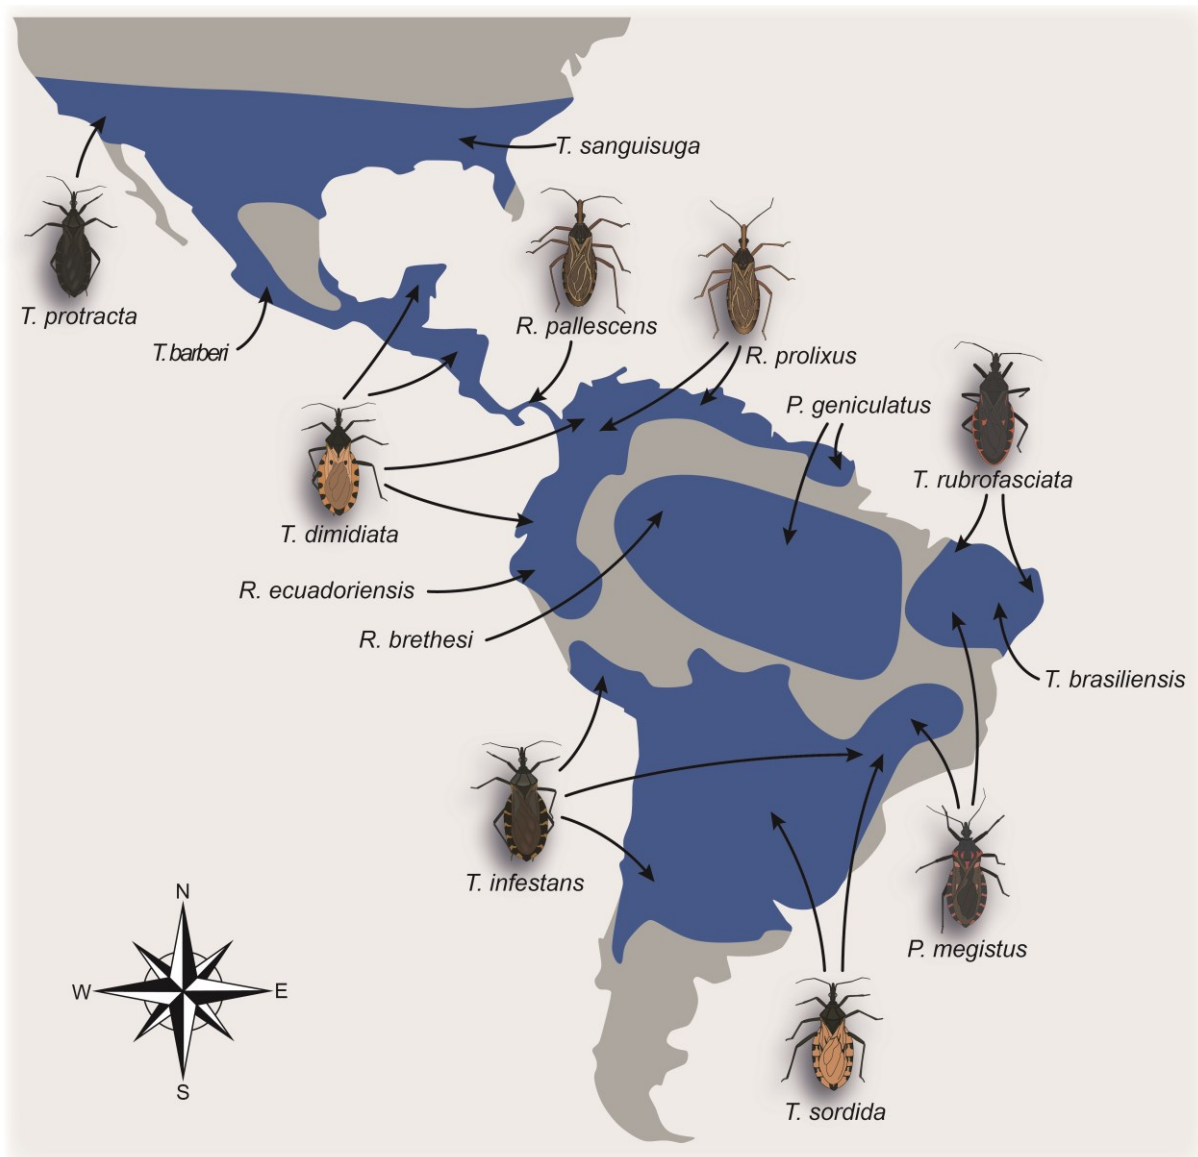 T. sanguisuga
T. protracta
R. pallescens
T. barberi
R. prolixus
P. geniculatus
T. rubrofasciata
T. dimidiata
R. ecuadoriensis
R. brethesi
T. brasiliensis
T. infestans
N
P. megistus
W
E
S
T. sordida